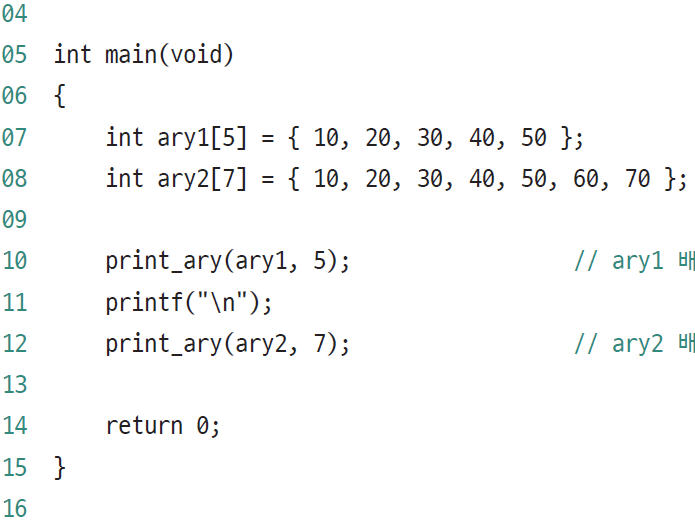 04
05 int main(void)
06 {
07     int ary1[5] = { 10, 20, 30, 40, 50 };
08     int ary2[7] = { 10, 20, 30, 40, 50, 60, 70 };
09
10     print_ary(ary1, 5);                 // ary1 배
11     printf("\n");
12     print_ary(ary2, 7);                 // ary2 배
13
14     return 0;
15 }
16